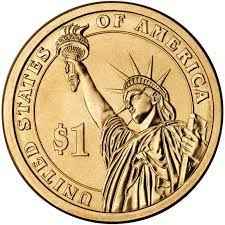 UNITED STATES OF AMERICA
$1